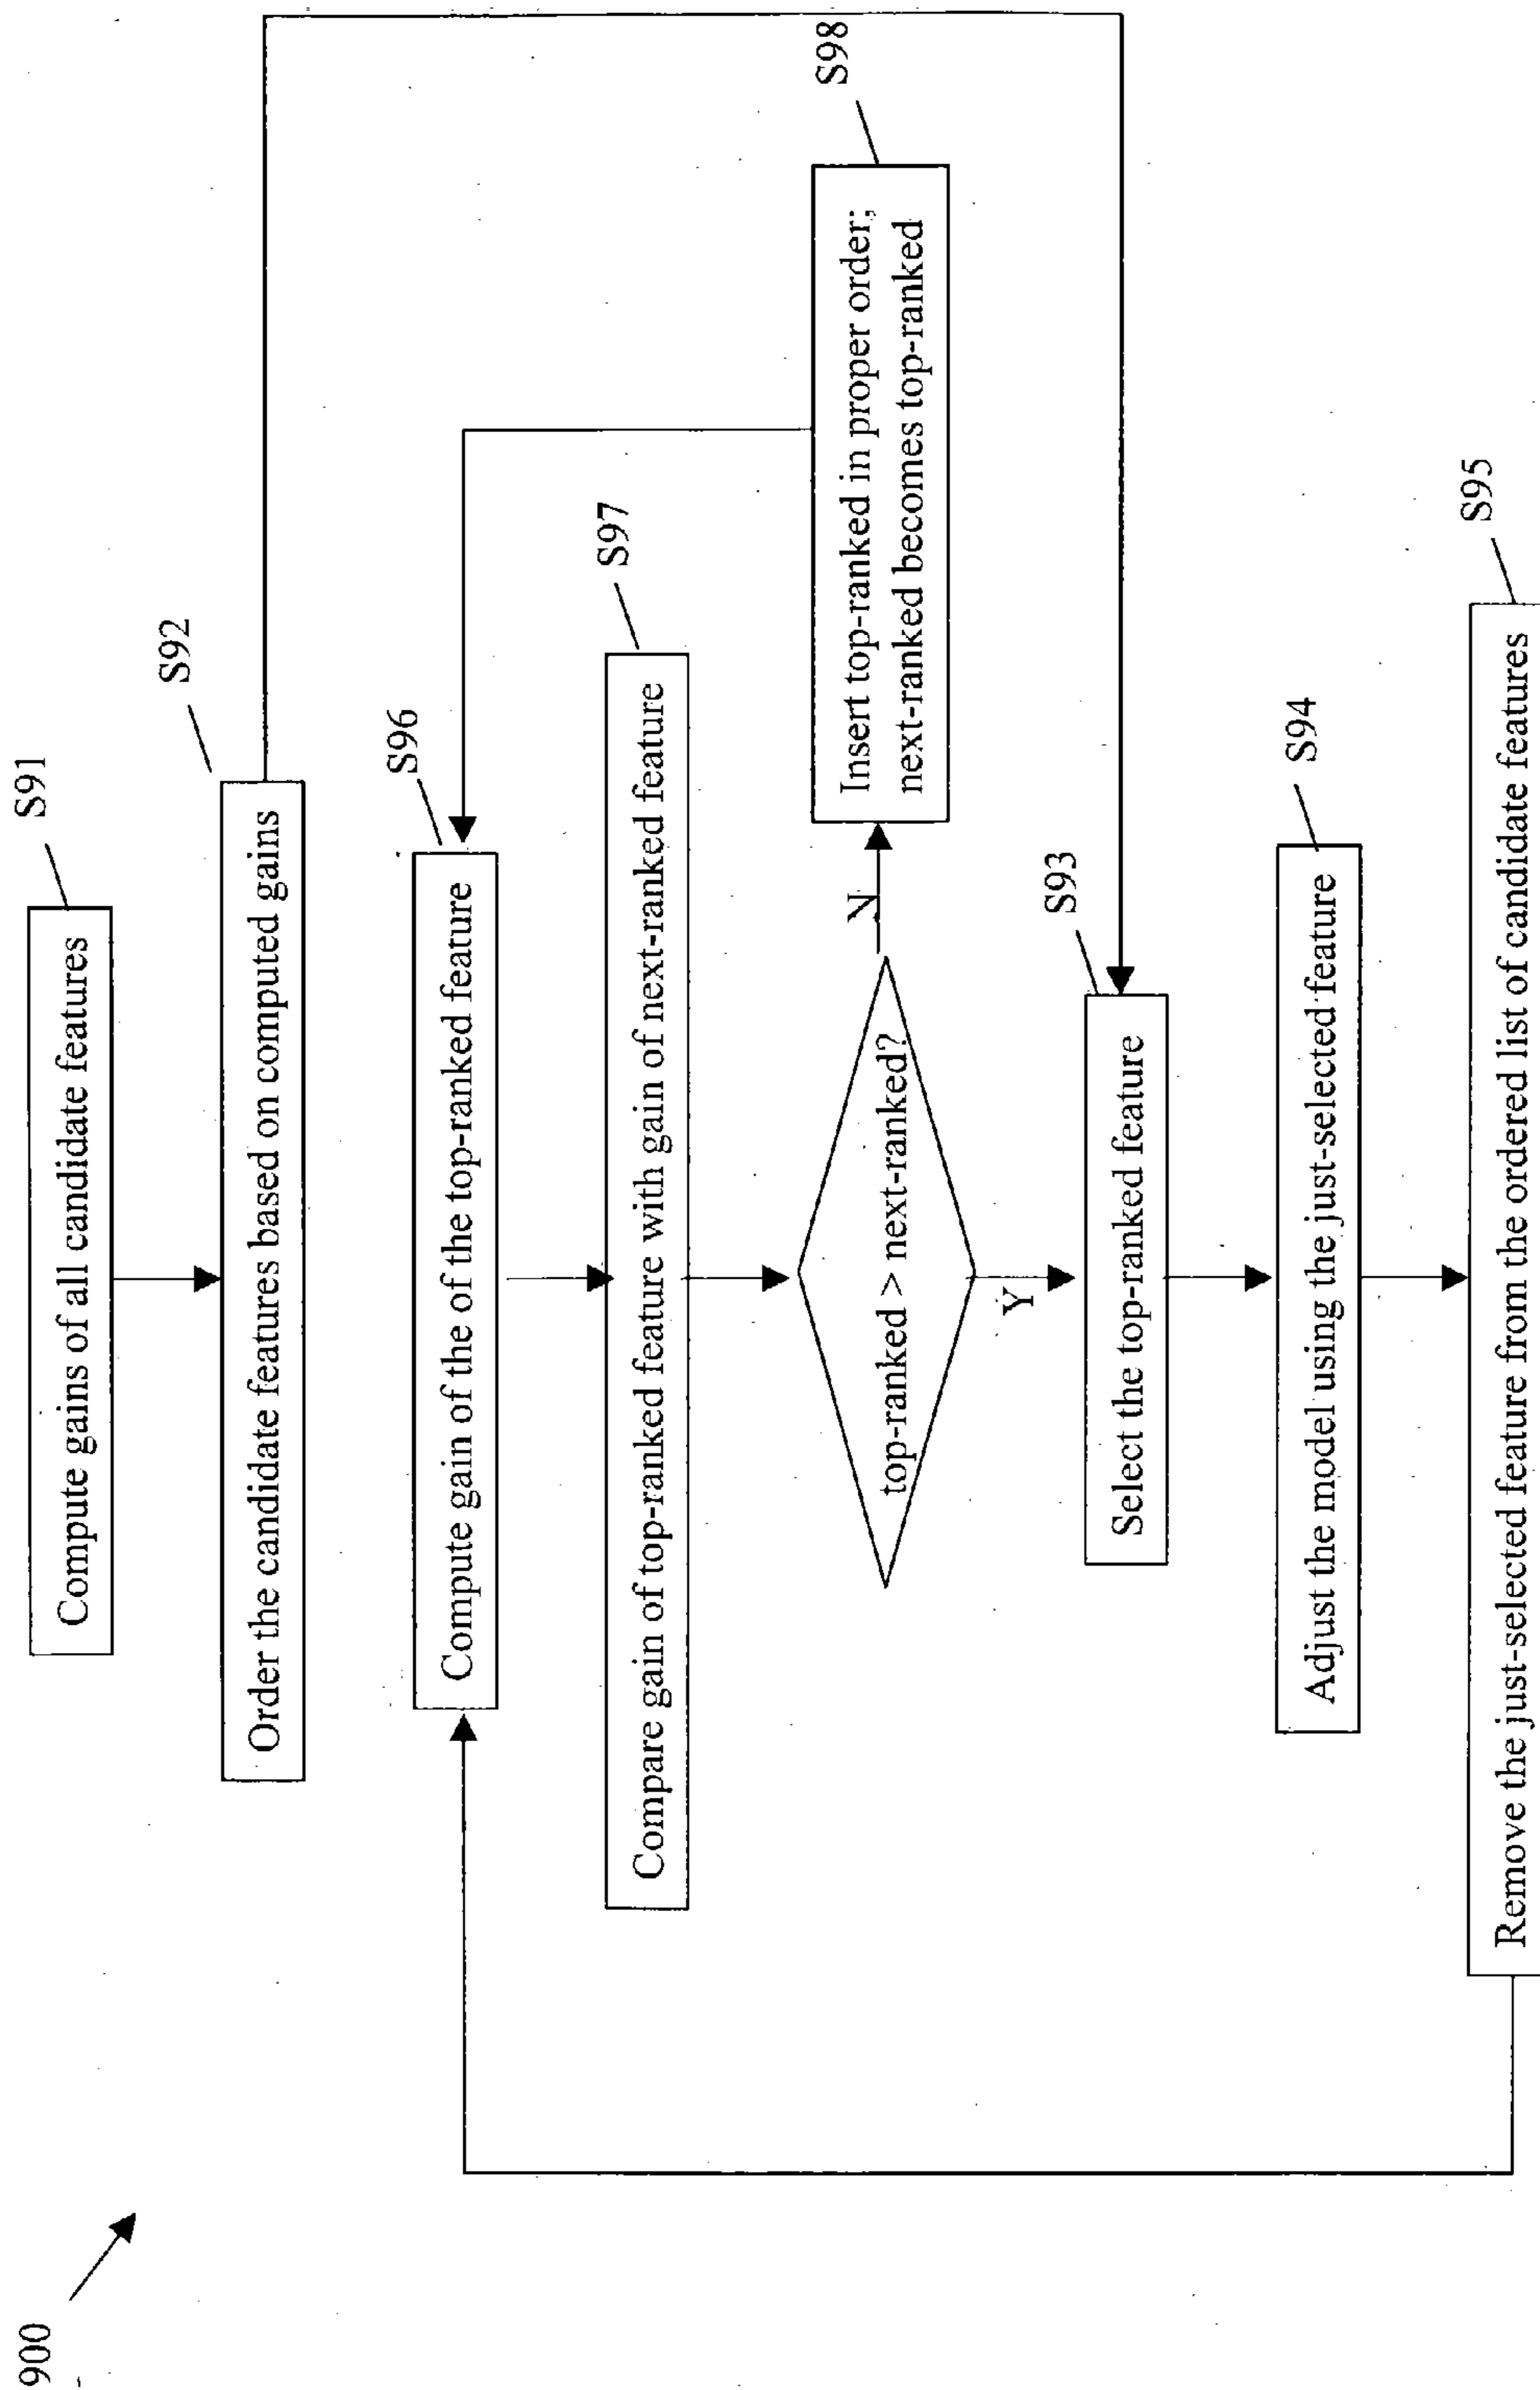 900
S91
Compute gains of all candidate features
S92
Order the candidate features based on computed gains
S96
Compute gain of the of the top-ranked feature
S97
Compare gain of top-ranked feature with gain of next-ranked feature
top-ranked > next-ranked?
N
S98
Insert top-ranked in proper order;
next-ranked becomes top-ranked
Y
S93
Select the top-ranked feature
S94
Adjust the model using the just-selected feature
S95
Remove the just-selected feature from the ordered list of candidate features